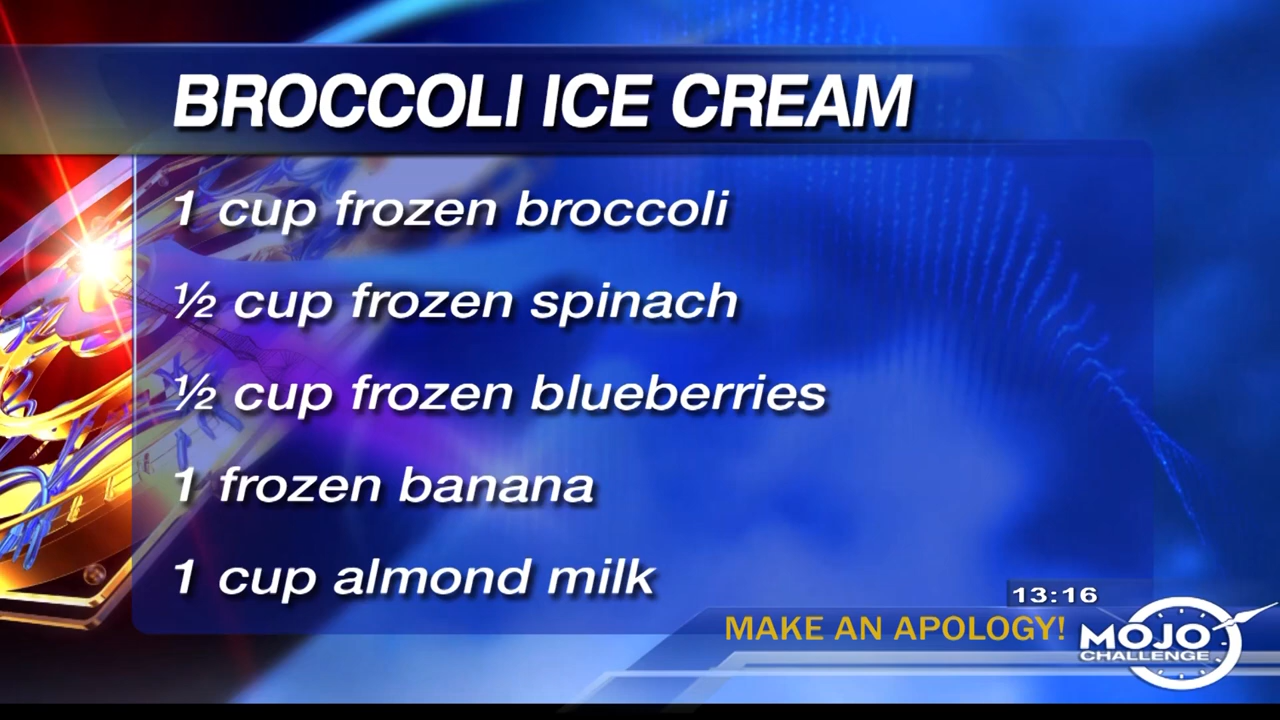 BROCCOLI ICE CREAM
1 cup frozen broccoli
½ cup frozen spinach
½ cup frozen blueberries
1 frozen banana
1 cup almond milk
13:16
MAKE AN APOLOGY!
MOJO
CHALLENGE